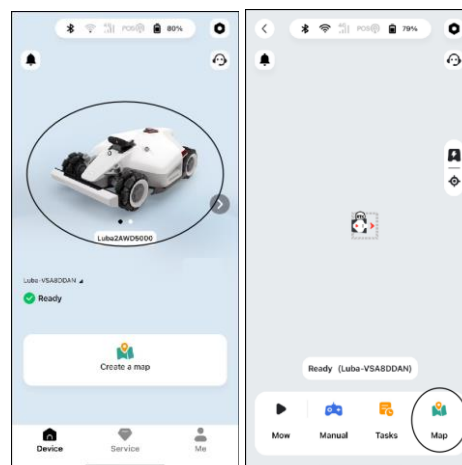 POS
80%
Luba2AWD5000
Luba-VSA8DDAN
Ready
Create a map
Device
Service
Me
POS
79%
Ready (Luba-VSA8DDAN)
Mow
Manual
Tasks
Map